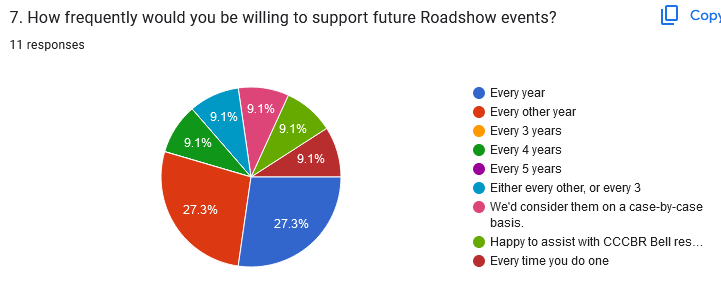 7. How frequently would you be willing to support future Roadshow events?
Copy
11 responses
9.1%
9.1%
9.1%
9.1%
9.1%
27.3%
27.3%
Every year
Every other year
Every 3 years
Every 4 years
Every 5 years
Either every other, or every 3
We'd consider them on a case-by-case
basis.
Happy to assist with CCCBR Bell res…
Every time you do one